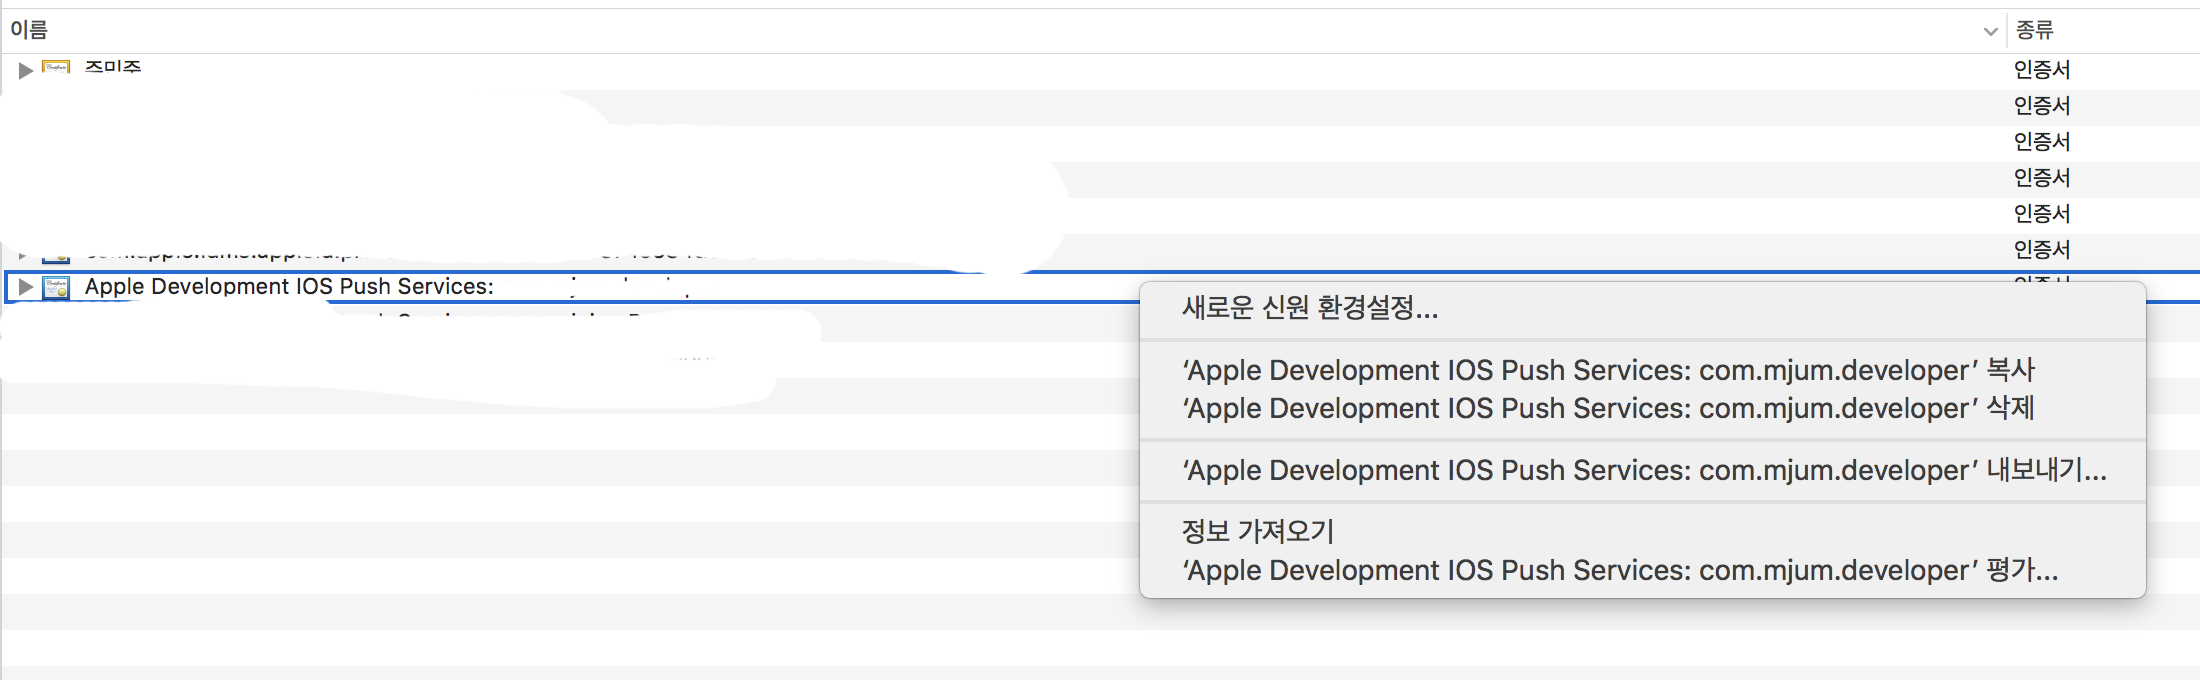 이름
종류
인증서
인증서
인증서
인증서
인증서
인증서
Apple Development IOS Push Services:
새로운 신원 환경설정...
‘Apple Development IOS Push Services: com.mjum.developer’ 복사
‘Apple Development IOS Push Services: com.mjum.developer’ 삭제
‘Apple Development IOS Push Services: com.mjum.developer’ 내보내기...
정보 가져오기
‘Apple Development IOS Push Services: com.mjum.developer’ 평가...